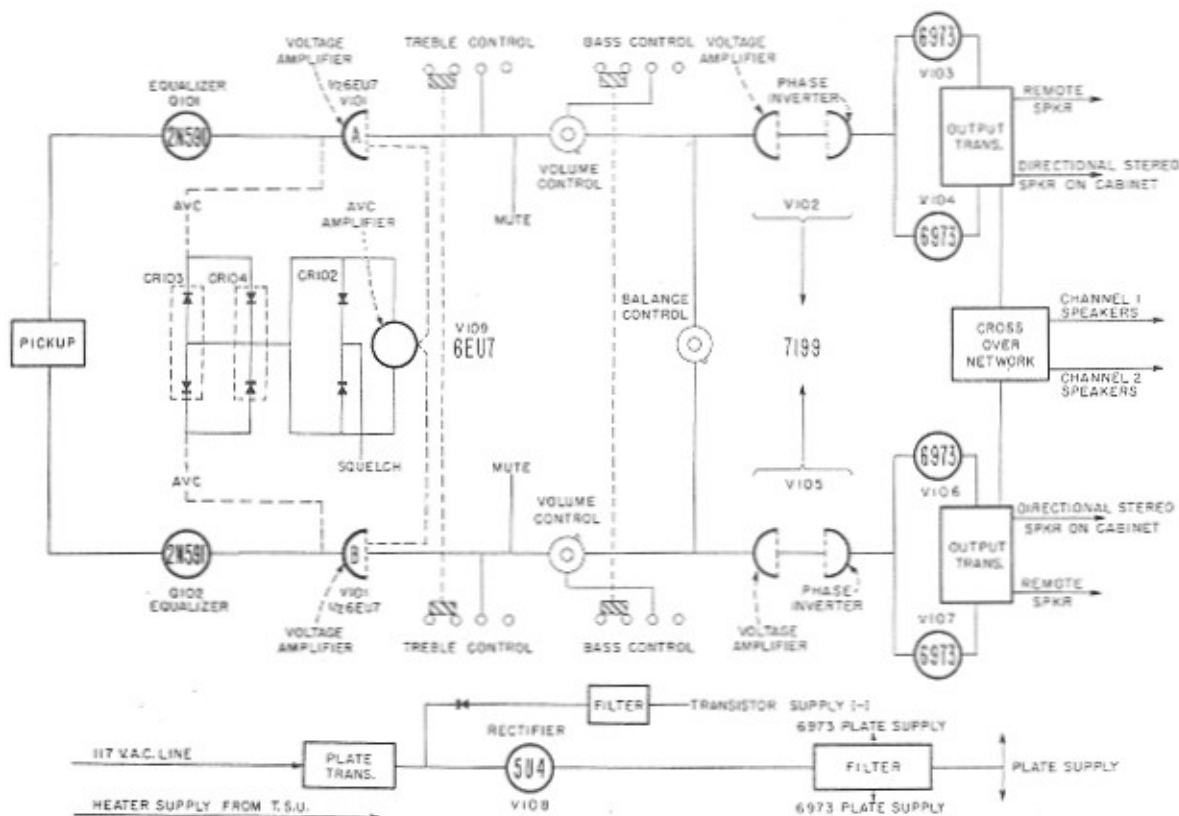 VOLTAGE
AMPLIFIER
TREBLE CONTROL
BASS CONTROL
VOLTAGE
AMPLIFIER
6973
V103
PHASE
INVERTER
EQUALIZER
Q101
2N591
1/2 6EU7
V101
A
VOLUME
CONTROL
OUTPUT
TRANS.
REMOTE
SPKR
DIRECTIONAL STEREO
SPKR ON CABINET
AVC
AVC
AMPLIFIER
MUTE
V102
V104
6973
CR103
CR104
CR102
BALANCE
CONTROL
PICKUP
V109
6EU7
7199
CROSS
OVER
NETWORK
CHANNEL 1
SPEAKERS
CHANNEL 2
SPEAKERS
AVC
SQUELCH
MUTE
V105
6973
V106
VOLUME
CONTROL
DIRECTIONAL STEREO
SPKR ON CABINET
2N591
Q102
EQUALIZER
B
V101
1/2 6EU7
OUTPUT
TRANS.
REMOTE
SPKR
PHASE-
INVERTER
V107
6973
VOLTAGE
AMPLIFIER
TREBLE CONTROL
BASS CONTROL
VOLTAGE
AMPLIFIER
FILTER
TRANSISTOR SUPPLY (-)
RECTIFIER
6973 PLATE SUPPLY
117 V.A.C. LINE
PLATE
TRANS.
5U4
V108
FILTER
PLATE SUPPLY
HEATER SUPPLY FROM T.S.U.
6973 PLATE SUPPLY